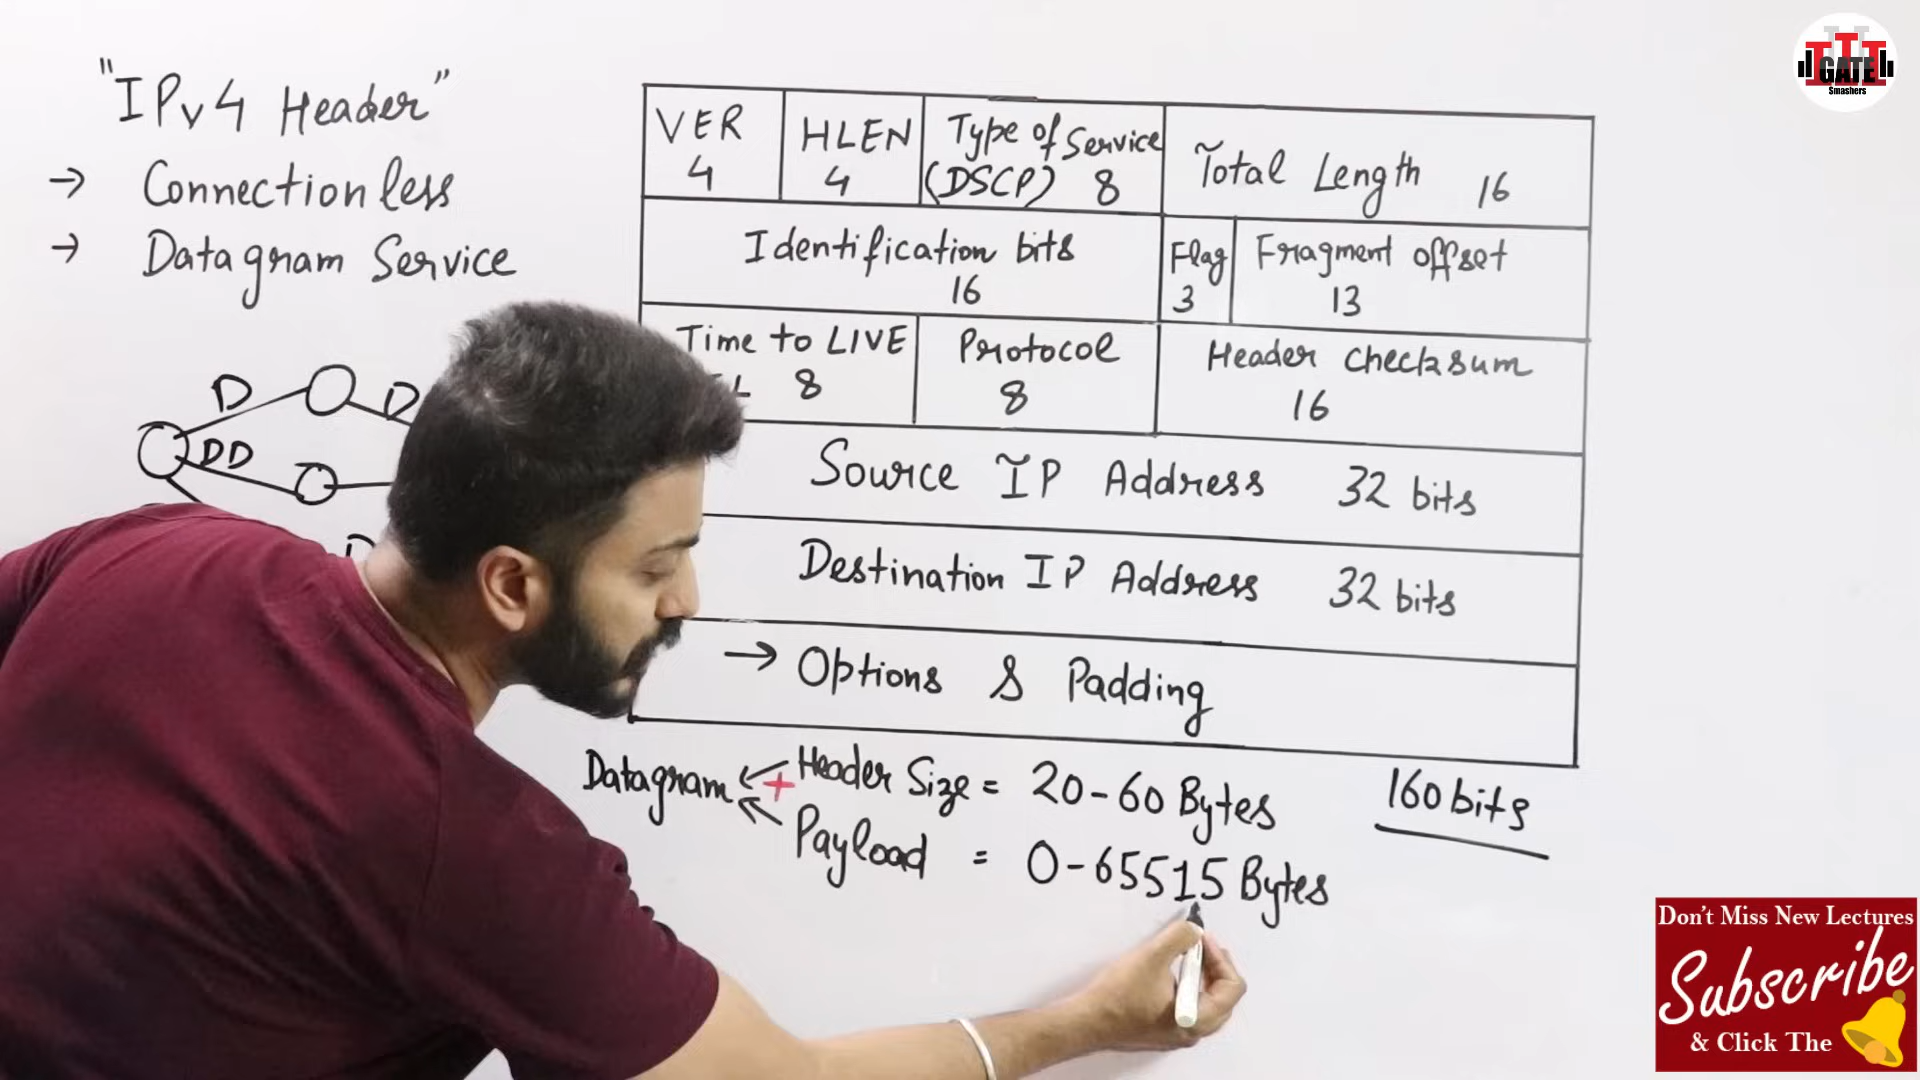 "IPv4 Header"
→ Connectionless
→ Datagram Service
VER
4
HLEN
4
Type of Service
(DSCP) 8
Total Length 16
Identification bits
16
Flag
3
Fragment offset
13
Time to LIVE
8
Protocol
8
Header checksum
16
Source IP Address 32 bits
Destination IP Address 32 bits
→ Options & Padding
D
D
DD
D
Datagram
+
Header Size = 20-60 Bytes
Payload = 0-65515 Bytes
160 bits
GATE
Smashers
Don't Miss New Lectures
Subscribe
& Click The